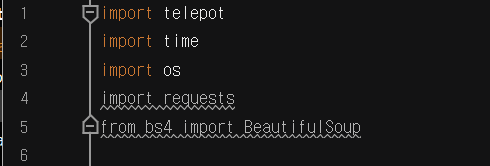 1 import telepot
2 import time
3 import os
4 import requests
5 from bs4 import BeautifulSoup
6